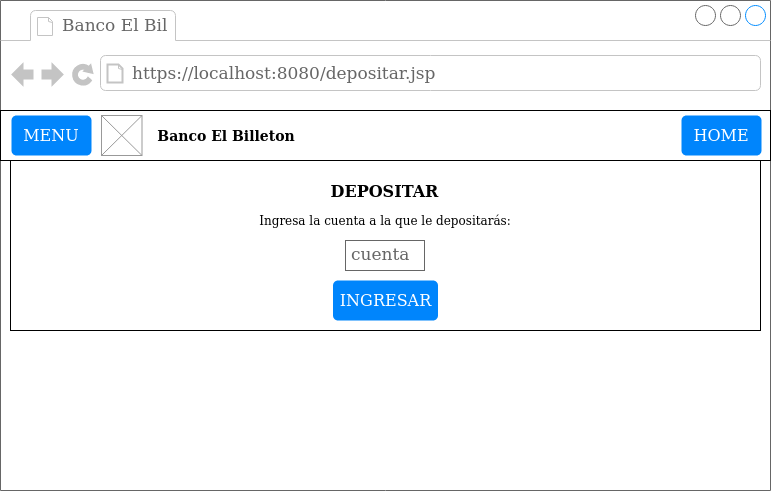 Banco El Bil
https://localhost:8080/depositar.jsp
MENU
Banco El Billeton
HOME
DEPOSITAR
Ingresa la cuenta a la que le depositarás:
cuenta
INGRESAR